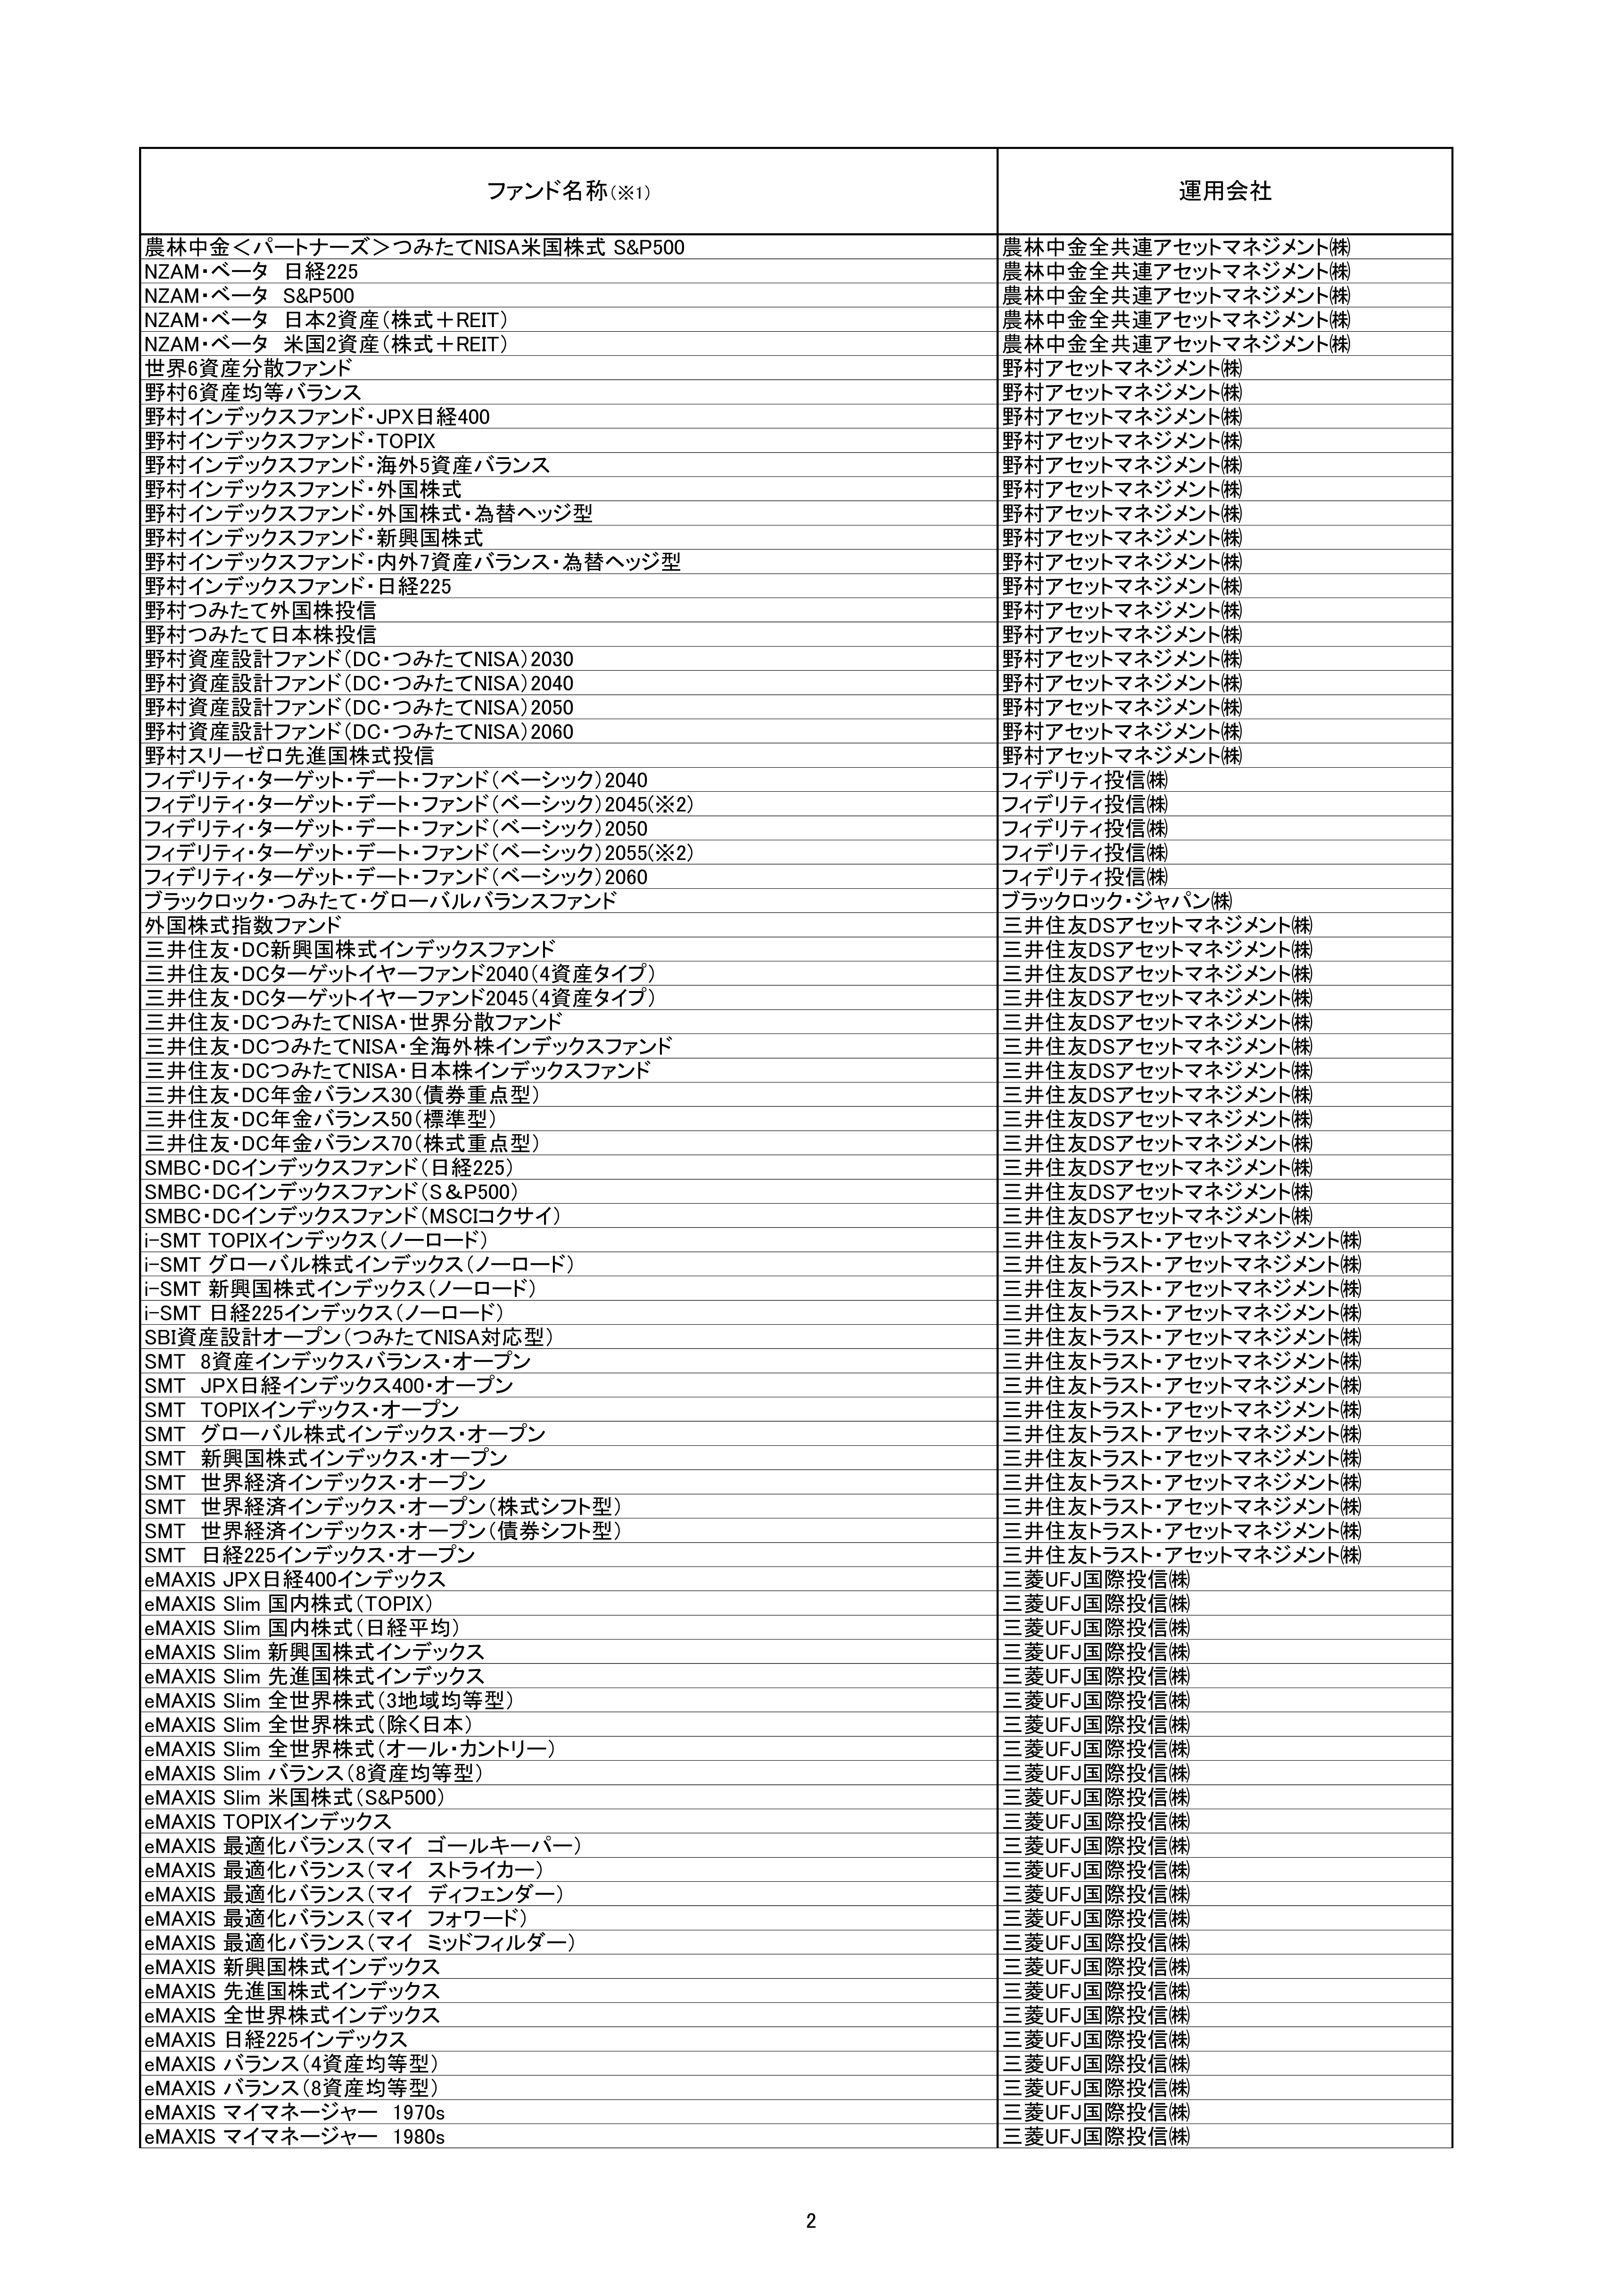 ファンド名称(※1) 運用会社
農林中金＜パートナーズ＞つみたてNISA米国株式 S&P500 農林中金全共連アセットマネジメント㈱
NZAM・ベータ　日経225 農林中金全共連アセットマネジメント㈱
NZAM・ベータ　S&P500 農林中金全共連アセットマネジメント㈱
NZAM・ベータ　日本2資産（株式＋REIT） 農林中金全共連アセットマネジメント㈱
NZAM・ベータ　米国2資産（株式＋REIT） 農林中金全共連アセットマネジメント㈱
世界6資産分散ファンド 野村アセットマネジメント㈱
野村6資産均等バランス 野村アセットマネジメント㈱
野村インデックスファンド・JPX日経400 野村アセットマネジメント㈱
野村インデックスファンド・TOPIX 野村アセットマネジメント㈱
野村インデックスファンド・海外5資産バランス 野村アセットマネジメント㈱
野村インデックスファンド・外国株式 野村アセットマネジメント㈱
野村インデックスファンド・外国株式・為替ヘッジ型 野村アセットマネジメント㈱
野村インデックスファンド・新興国株式 野村アセットマネジメント㈱
野村インデックスファンド・内外7資産バランス・為替ヘッジ型 野村アセットマネジメント㈱
野村インデックスファンド・日経225 野村アセットマネジメント㈱
野村つみたて外国株投信 野村アセットマネジメント㈱
野村つみたて日本株投信 野村アセットマネジメント㈱
野村資産設計ファンド（DC・つみたてNISA）2030 野村アセットマネジメント㈱
野村資産設計ファンド（DC・つみたてNISA）2040 野村アセットマネジメント㈱
野村資産設計ファンド（DC・つみたてNISA）2050 野村アセットマネジメント㈱
野村資産設計ファンド（DC・つみたてNISA）2060 野村アセットマネジメント㈱
野村スリーゼロ先進国株式投信 野村アセットマネジメント㈱
フィデリティ・ターゲット・デート・ファンド（ベーシック）2040 フィデリティ投信㈱
フィデリティ・ターゲット・デート・ファンド（ベーシック）2045(※2) フィデリティ投信㈱
フィデリティ・ターゲット・デート・ファンド（ベーシック）2050 フィデリティ投信㈱
フィデリティ・ターゲット・デート・ファンド（ベーシック）2055(※2) フィデリティ投信㈱
フィデリティ・ターゲット・デート・ファンド（ベーシック）2060 フィデリティ投信㈱
ブラックロック・つみたて・グローバルバランスファンド ブラックロック・ジャパン㈱
外国株式指数ファンド 三井住友DSアセットマネジメント㈱
三井住友・DC新興国株式インデックスファンド 三井住友DSアセットマネジメント㈱
三井住友・DCターゲットイヤーファンド2040（4資産タイプ） 三井住友DSアセットマネジメント㈱
三井住友・DCターゲットイヤーファンド2045（4資産タイプ） 三井住友DSアセットマネジメント㈱
三井住友・DCつみたてNISA・世界分散ファンド 三井住友DSアセットマネジメント㈱
三井住友・DCつみたてNISA・全海外株インデックスファンド 三井住友DSアセットマネジメント㈱
三井住友・DCつみたてNISA・日本株インデックスファンド 三井住友DSアセットマネジメント㈱
三井住友・DC年金バランス30（債券重点型） 三井住友DSアセットマネジメント㈱
三井住友・DC年金バランス50（標準型） 三井住友DSアセットマネジメント㈱
三井住友・DC年金バランス70（株式重点型） 三井住友DSアセットマネジメント㈱
SMBC・DCインデックスファンド（日経225） 三井住友DSアセットマネジメント㈱
SMBC・DCインデックスファンド（S＆P500） 三井住友DSアセットマネジメント㈱
SMBC・DCインデックスファンド（MSCIコクサイ） 三井住友DSアセットマネジメント㈱
i-SMT TOPIXインデックス（ノーロード） 三井住友トラスト・アセットマネジメント㈱
i-SMT グローバル株式インデックス（ノーロード） 三井住友トラスト・アセットマネジメント㈱
i-SMT 新興国株式インデックス（ノーロード） 三井住友トラスト・アセットマネジメント㈱
i-SMT 日経225インデックス（ノーロード） 三井住友トラスト・アセットマネジメント㈱
SBI資産設計オープン（つみたてNISA対応型） 三井住友トラスト・アセットマネジメント㈱
SMT　8資産インデックスバランス・オープン 三井住友トラスト・アセットマネジメント㈱
SMT　JPX日経インデックス400・オープン 三井住友トラスト・アセットマネジメント㈱
SMT　TOPIXインデックス・オープン 三井住友トラスト・アセットマネジメント㈱
SMT　グローバル株式インデックス・オープン 三井住友トラスト・アセットマネジメント㈱
SMT　新興国株式インデックス・オープン 三井住友トラスト・アセットマネジメント㈱
SMT　世界経済インデックス・オープン 三井住友トラスト・アセットマネジメント㈱
SMT　世界経済インデックス・オープン（株式シフト型） 三井住友トラスト・アセットマネジメント㈱
SMT　世界経済インデックス・オープン（債券シフト型） 三井住友トラスト・アセットマネジメント㈱
SMT　日経225インデックス・オープン 三井住友トラスト・アセットマネジメント㈱
eMAXIS JPX日経400インデックス 三菱UFJ国際投信㈱
eMAXIS Slim 国内株式（TOPIX） 三菱UFJ国際投信㈱
eMAXIS Slim 国内株式（日経平均） 三菱UFJ国際投信㈱
eMAXIS Slim 新興国株式インデックス 三菱UFJ国際投信㈱
eMAXIS Slim 先進国株式インデックス 三菱UFJ国際投信㈱
eMAXIS Slim 全世界株式（3地域均等型） 三菱UFJ国際投信㈱
eMAXIS Slim 全世界株式（除く日本） 三菱UFJ国際投信㈱
eMAXIS Slim 全世界株式（オール・カントリー） 三菱UFJ国際投信㈱
eMAXIS Slim バランス（8資産均等型） 三菱UFJ国際投信㈱
eMAXIS Slim 米国株式（S&P500） 三菱UFJ国際投信㈱
eMAXIS TOPIXインデックス 三菱UFJ国際投信㈱
eMAXIS 最適化バランス（マイ　ゴールキーパー） 三菱UFJ国際投信㈱
eMAXIS 最適化バランス（マイ　ストライカー） 三菱UFJ国際投信㈱
eMAXIS 最適化バランス（マイ　ディフェンダー） 三菱UFJ国際投信㈱
eMAXIS 最適化バランス（マイ　フォワード） 三菱UFJ国際投信㈱
eMAXIS 最適化バランス（マイ　ミッドフィルダー） 三菱UFJ国際投信㈱
eMAXIS 新興国株式インデックス 三菱UFJ国際投信㈱
eMAXIS 先進国株式インデックス 三菱UFJ国際投信㈱
eMAXIS 全世界株式インデックス 三菱UFJ国際投信㈱
eMAXIS 日経225インデックス 三菱UFJ国際投信㈱
eMAXIS バランス（4資産均等型） 三菱UFJ国際投信㈱
eMAXIS バランス（8資産均等型） 三菱UFJ国際投信㈱
eMAXIS マイマネージャー　1970s 三菱UFJ国際投信㈱
eMAXIS マイマネージャー　1980s 三菱UFJ国際投信㈱
2